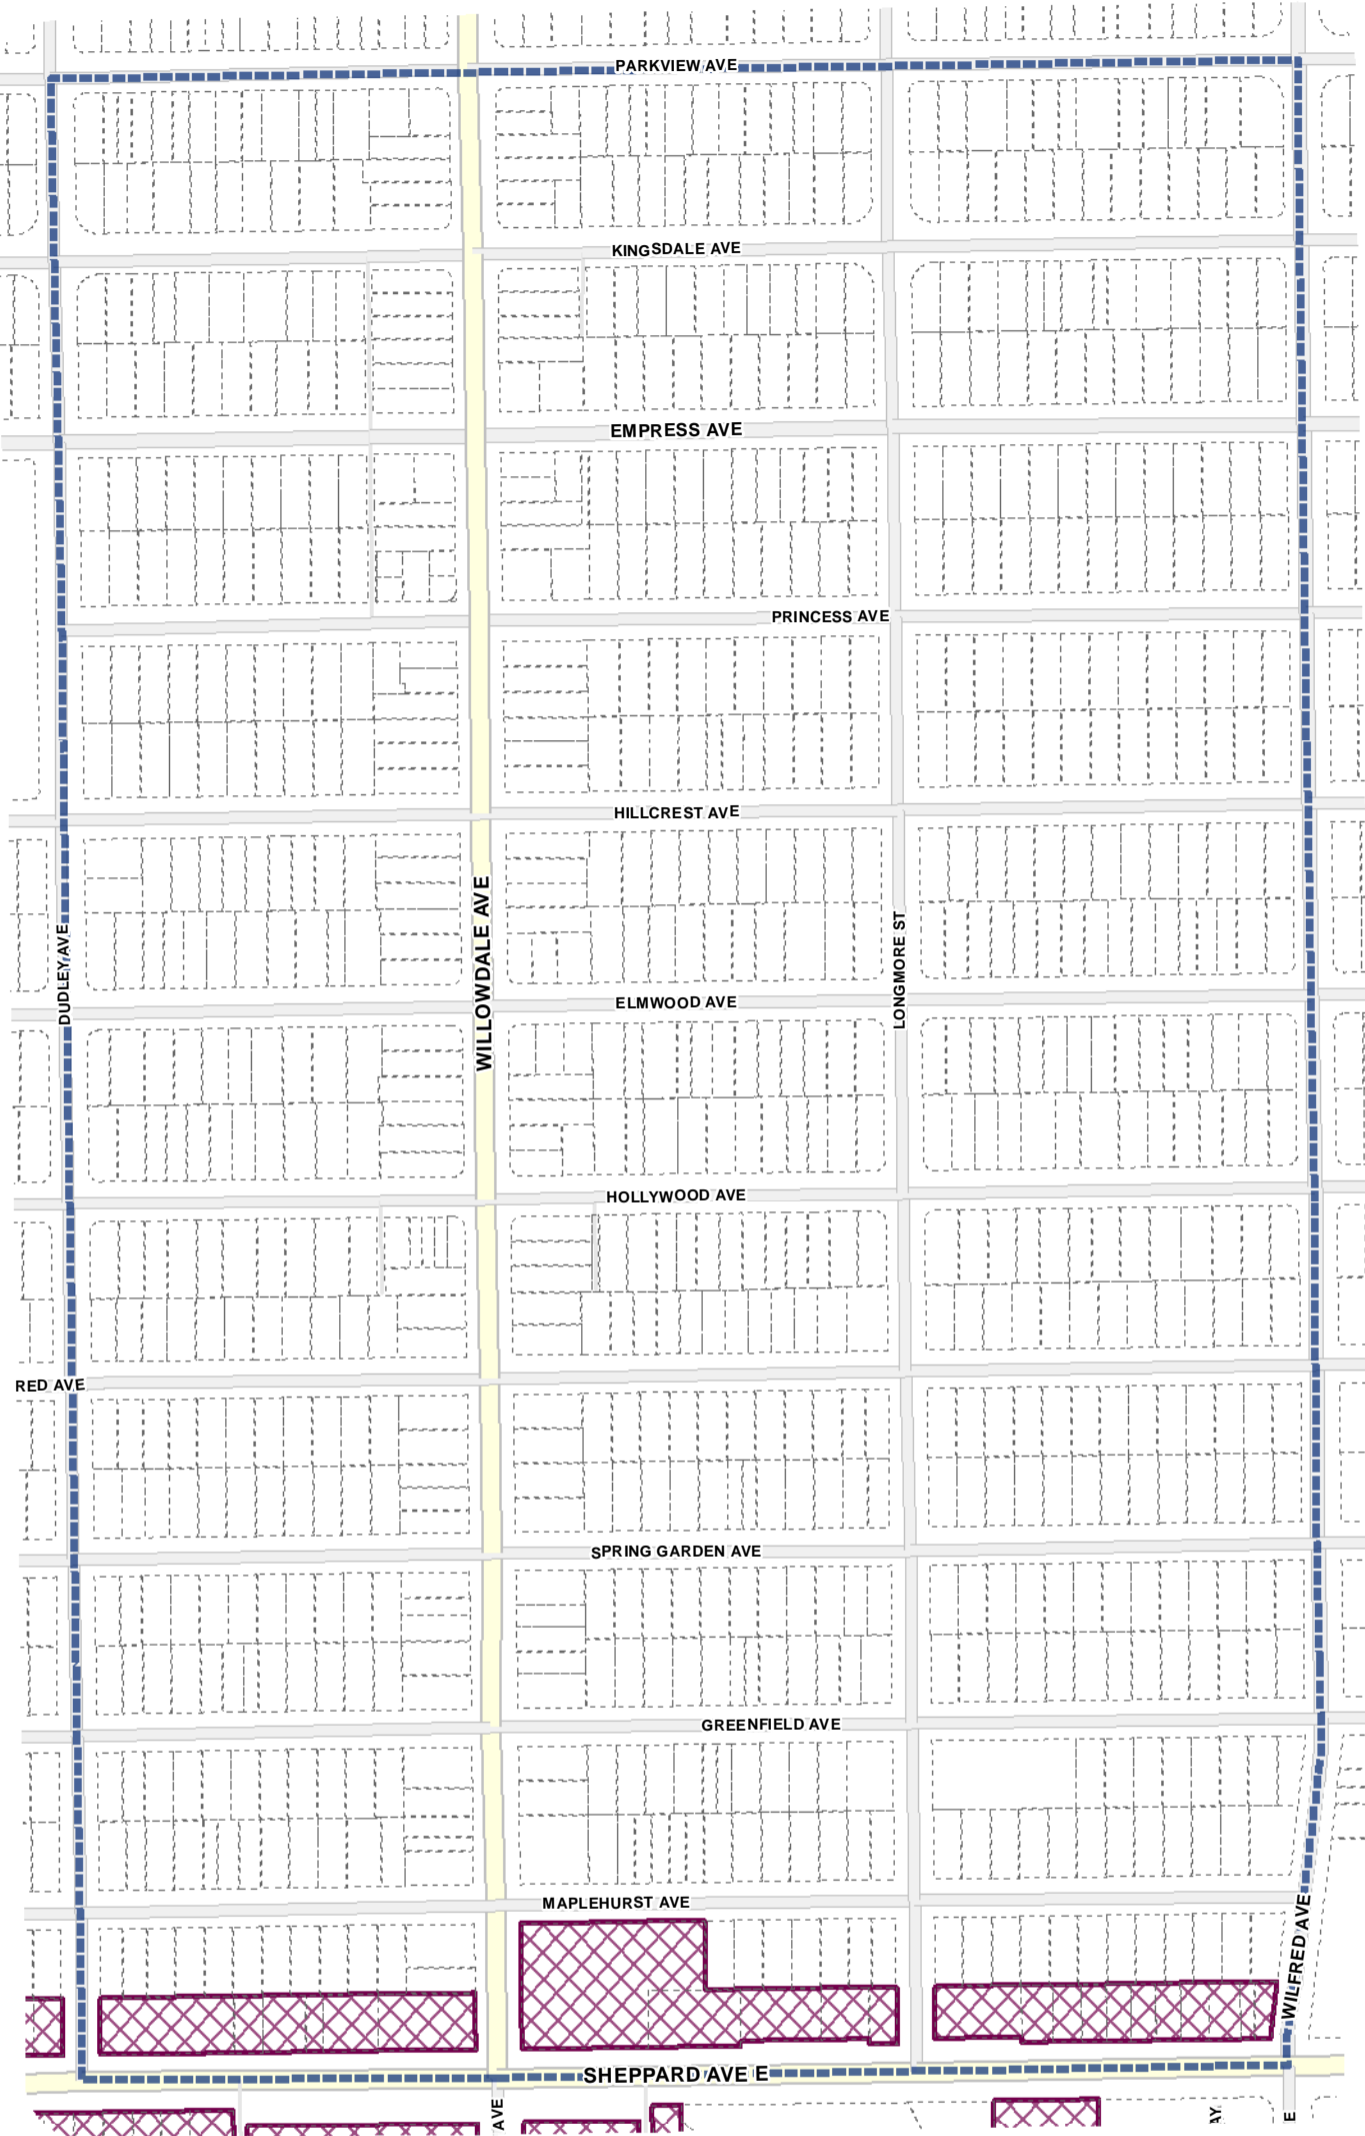 PARKVIEW AVE
KINGSDALE AVE
EMPRESS AVE
PRINCESS AVE
HILLCREST AVE
WILLOWDALE AVE
DUDLEY AVE
LONGMORE ST
ELMWOOD AVE
HOLLYWOOD AVE
RED AVE
SPRING GARDEN AVE
GREENFIELD AVE
MAPLEHURST AVE
WILFRED AVE
SHEPPARD AVE E
AVE
AY
E